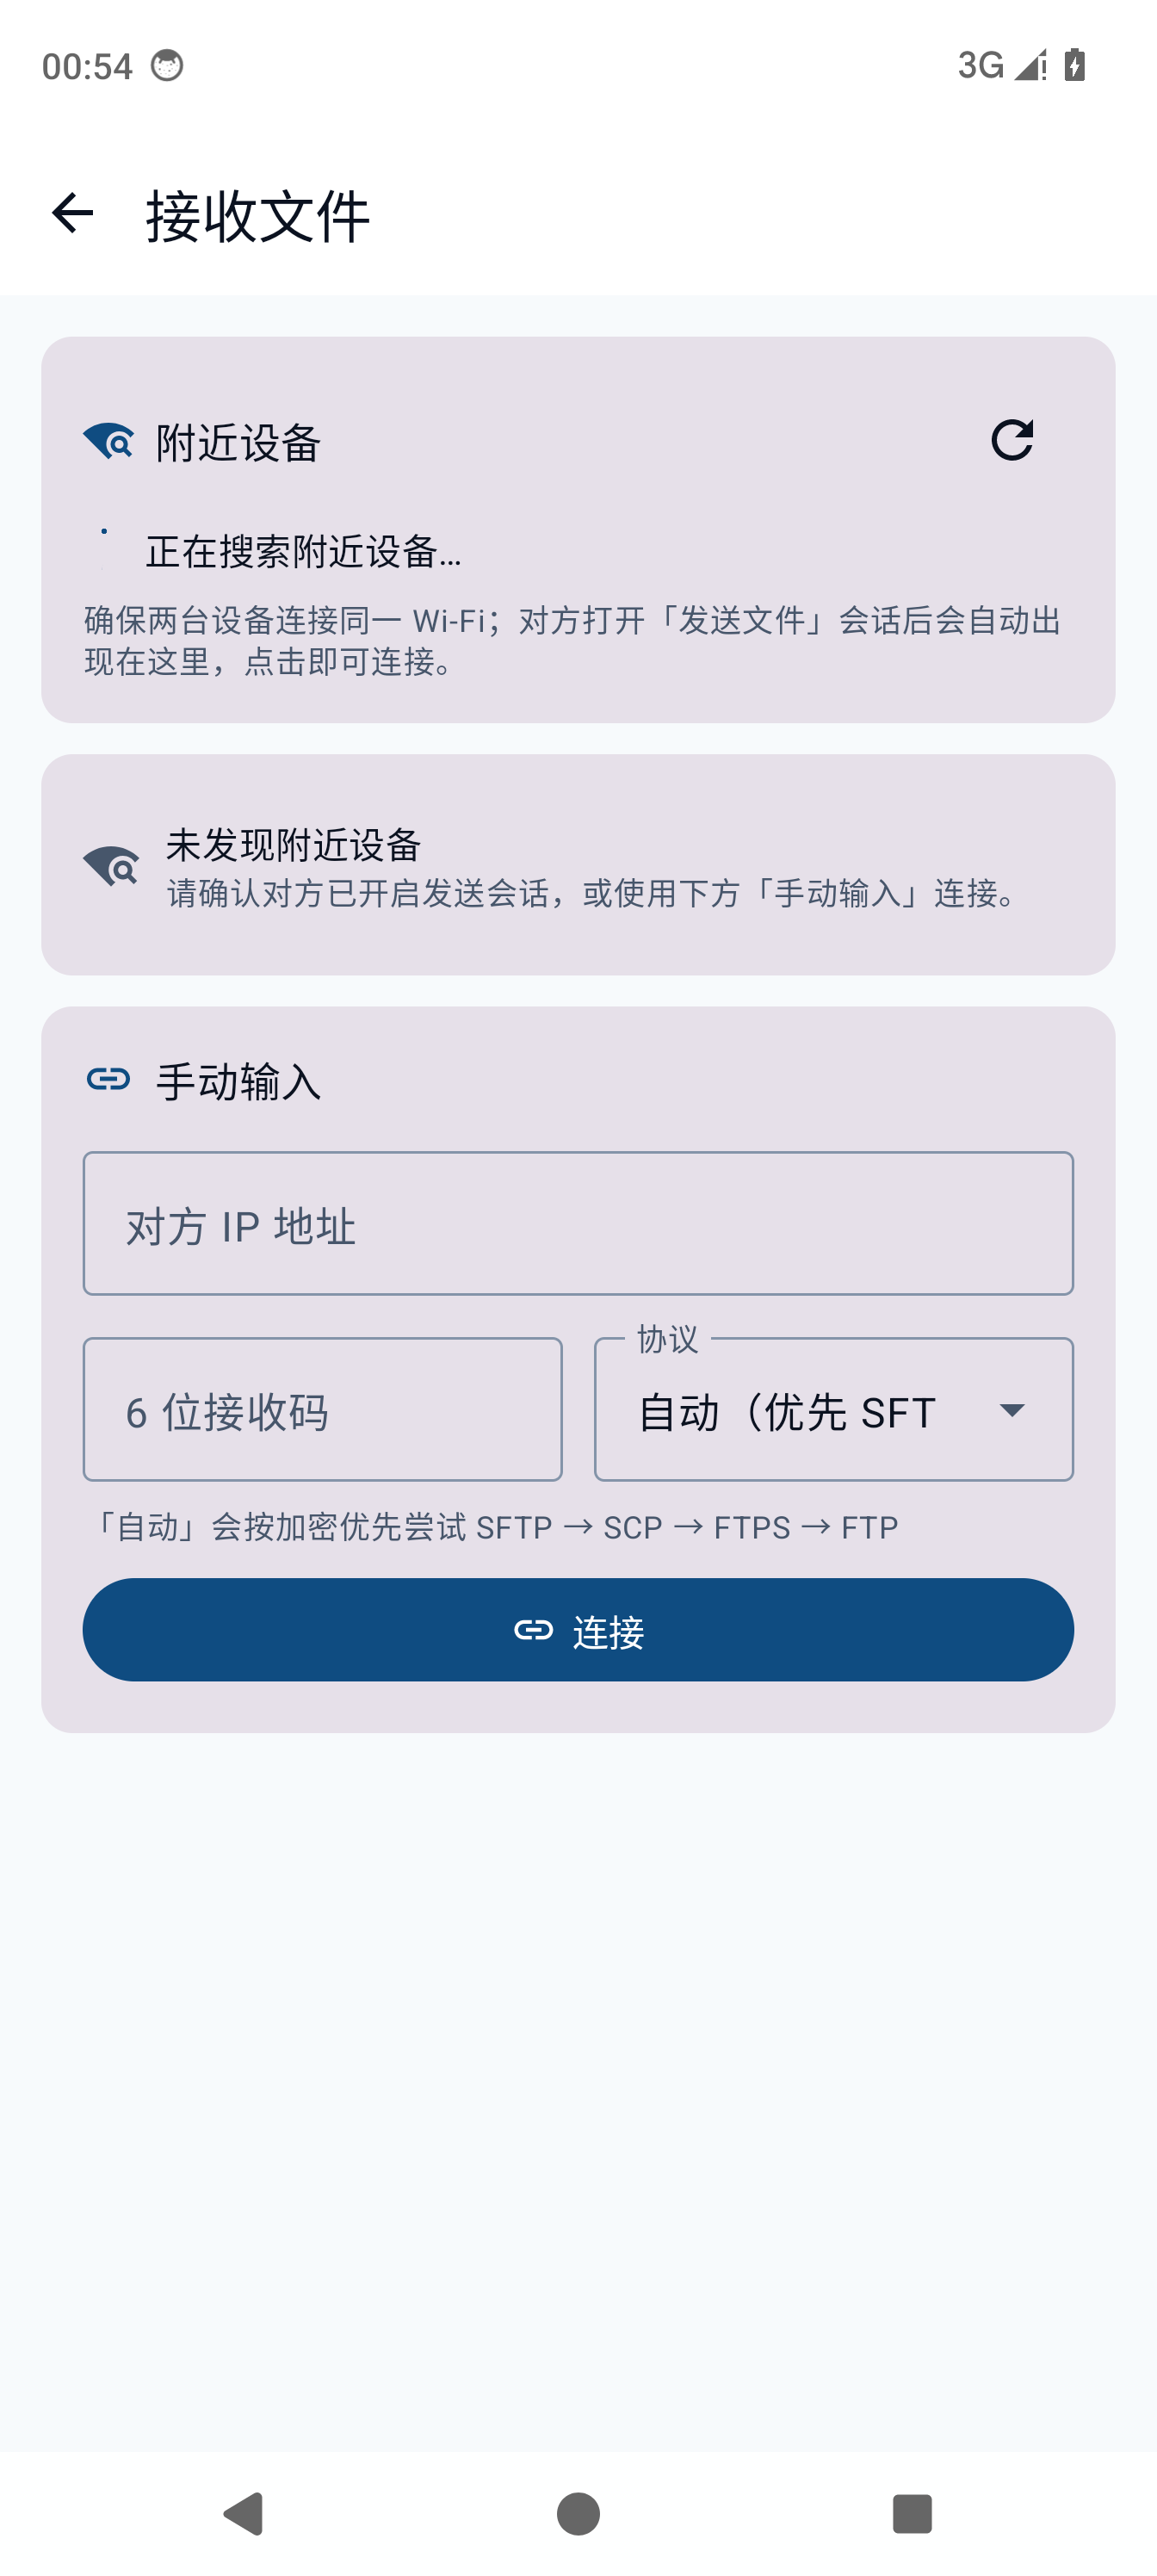 00:54
3G
接收文件
附近设备
正在搜索附近设备...
确保两台设备连接同一 Wi-Fi；对方打开「发送文件」会话后会自动出
现在这里，点击即可连接。
未发现附近设备
请确认对方已开启发送会话，或使用下方「手动输入」连接。
手动输入
对方 IP 地址
协议
6 位接收码
自动（优先 SFT
「自动」会按加密优先尝试 SFTP → SCP → FTPS → FTP
连接